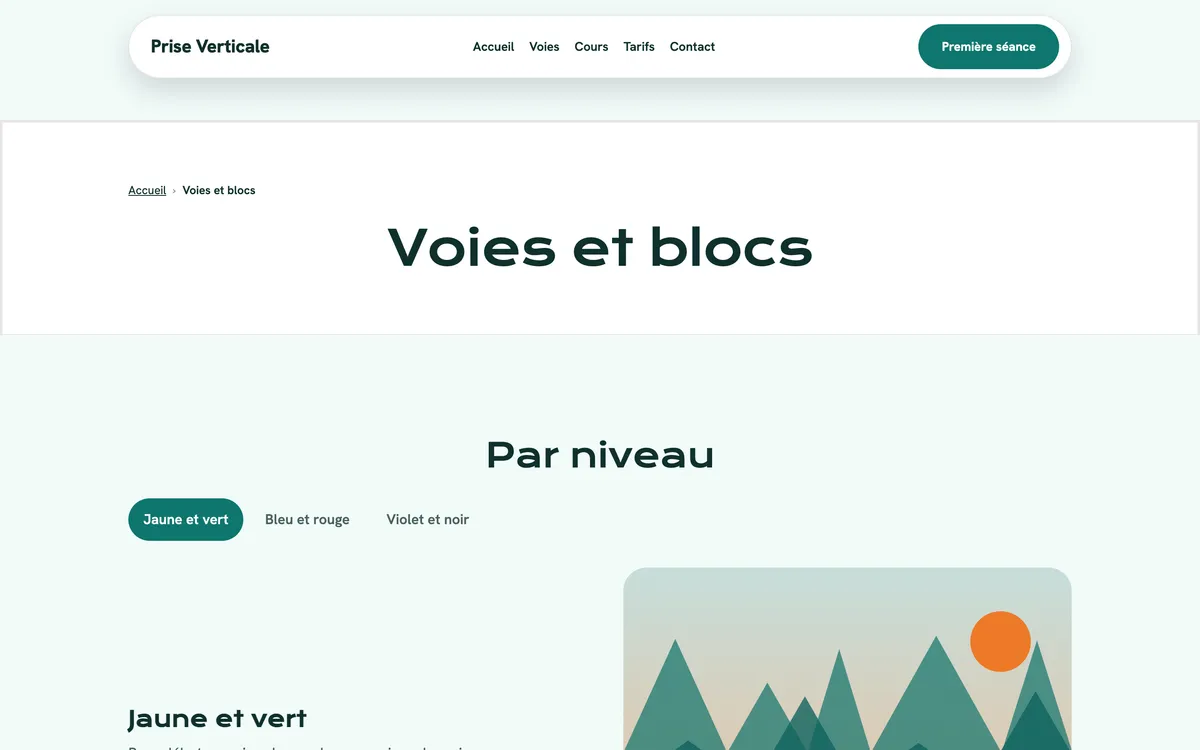 Prise Verticale
Accueil Voies Cours Tarifs Contact
Première séance
Accueil › Voies et blocs
Voies et blocs
Par niveau
Jaune et vert
Bleu et rouge
Violet et noir
Jaune et vert